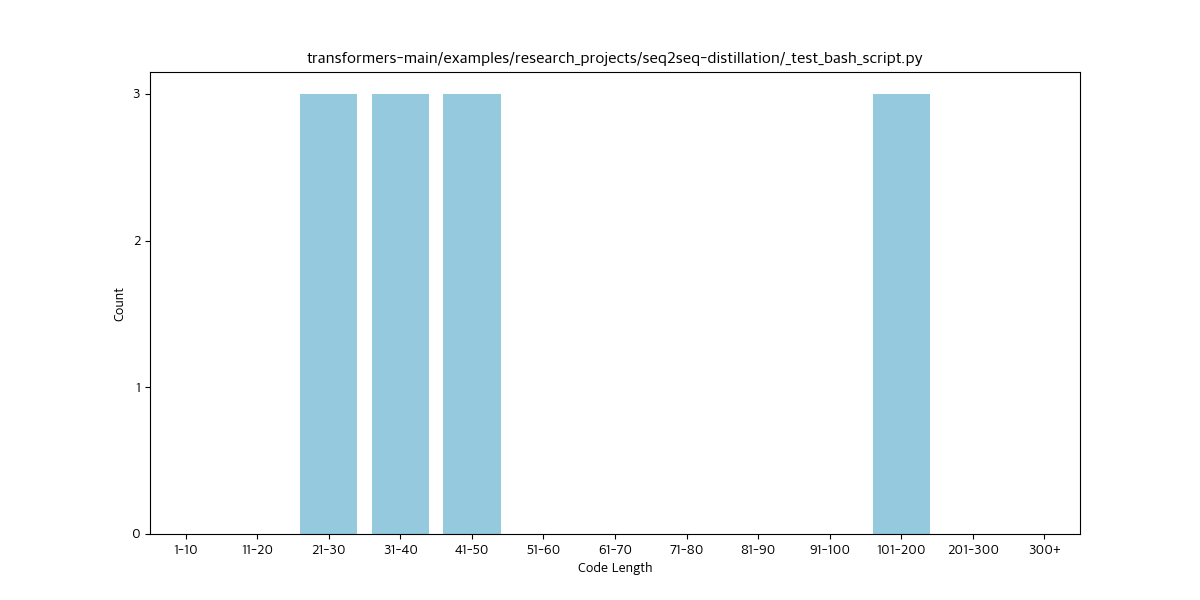 transformers-main/examples/research_projects/seq2seq-distillation/_test_bash_script.py
3
2
1
0
Count
1-10 11-20 21-30 31-40 41-50 51-60 61-70 71-80 81-90 91-100 101-200 201-300 300+
Code Length